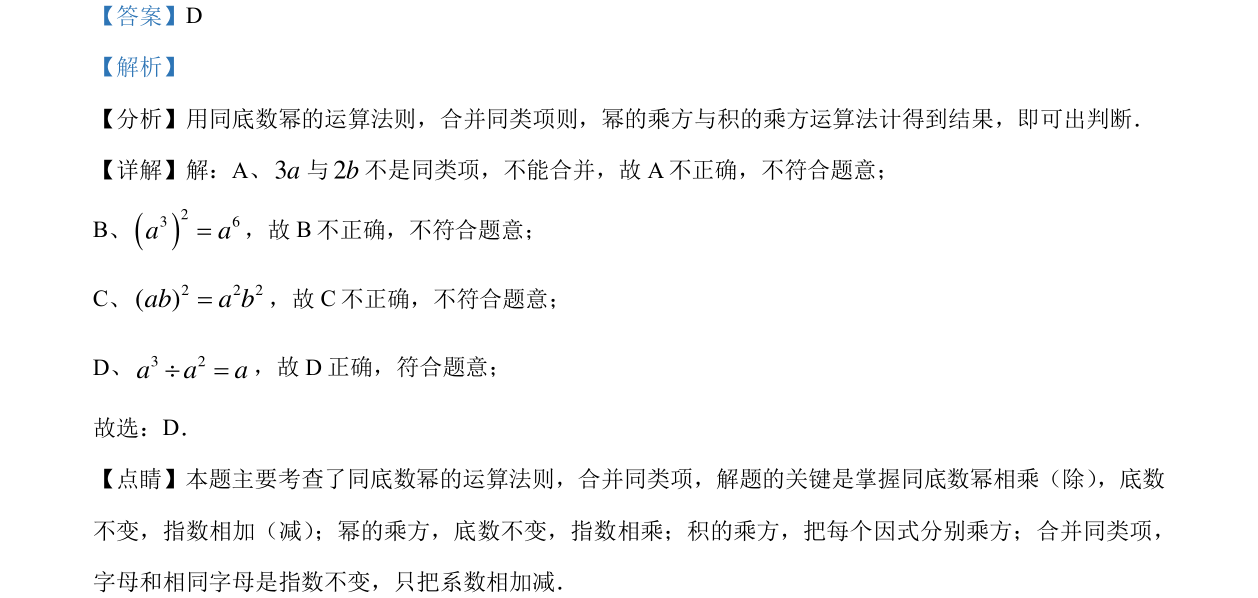 【答案】D
【解析】
【分析】用同底数幂的运算法则，合并同类项则，幂的乘方与积的乘方运算法计得到结果，即可出判断．
【详解】解：A、3a 与 2b 不是同类项，不能合并，故 A 不正确，不符合题意；
B、(a³)² = a⁶，故 B 不正确，不符合题意；
C、(ab)² = a²b²，故 C 不正确，不符合题意；
D、a³ ÷ a² = a，故 D 正确，符合题意；
故选：D．
【点睛】本题主要考查了同底数幂的运算法则，合并同类项，解题的关键是掌握同底数幂相乘（除），底数
不变，指数相加（减）；幂的乘方，底数不变，指数相乘；积的乘方，把每个因式分别乘方；合并同类项，
字母和相同字母是指数不变，只把系数相加减．